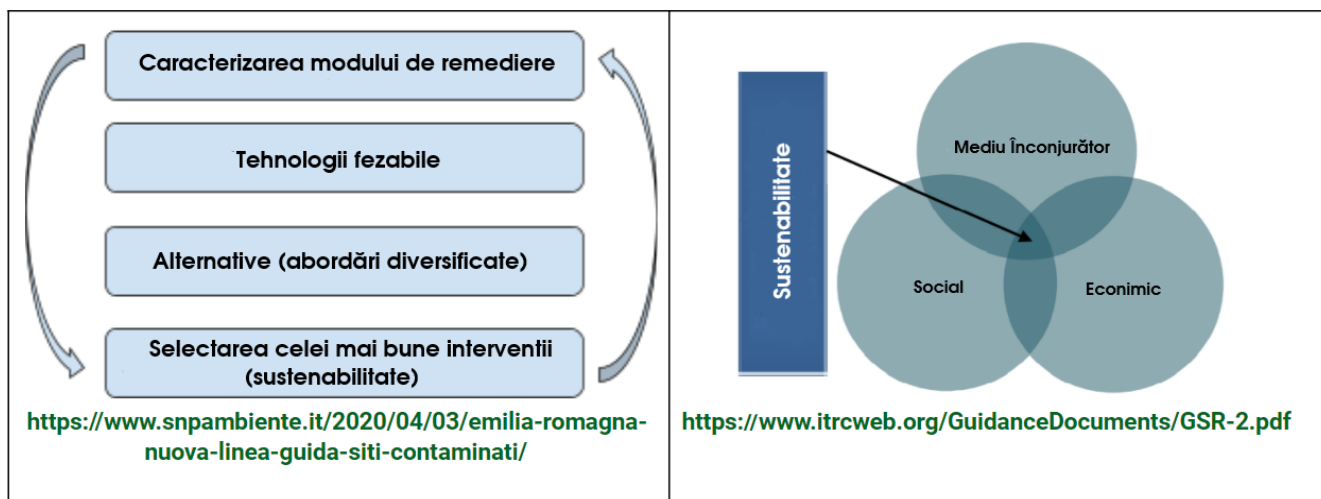 Caracterizarea modului de remediere
Tehnologii fezabile
Alternative (abordări diversificate)
Selectarea celei mai bune interventii
(sustenabilitate)
https://www.snpambiente.it/2020/04/03/emilia-romagna-
nuova-linea-guida-siti-contaminati/
Sustenabilitate
Mediu Înconjurător
Social
Econimic
https://www.itrcweb.org/GuidanceDocuments/GSR-2.pdf